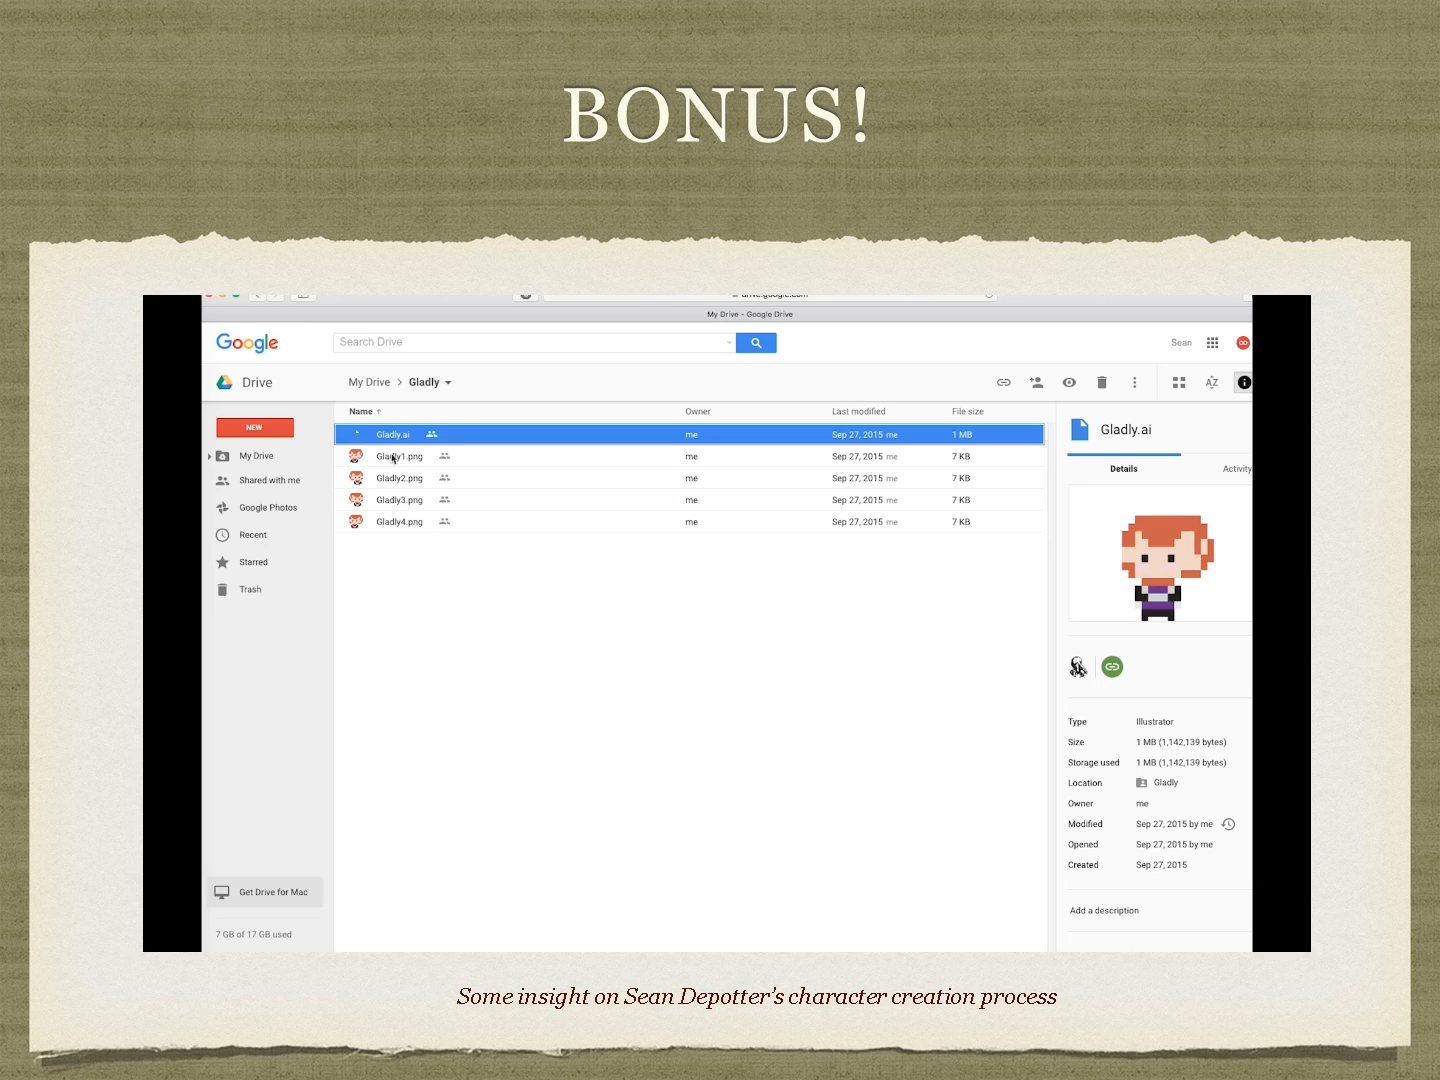 BONUS!
drive.google.com
My Drive - Google Drive
Google
Search Drive
Sean
Drive
My Drive > Gladly
AZ
NEW
My Drive
Shared with me
Google Photos
Recent
Starred
Trash
Get Drive for Mac
7 GB of 17 GB used
Name Owner Last modified File size
Gladly.ai me Sep 27, 2015 me 1 MB
Gladly1.png me Sep 27, 2015 me 7 KB
Gladly2.png me Sep 27, 2015 me 7 KB
Gladly3.png me Sep 27, 2015 me 7 KB
Gladly4.png me Sep 27, 2015 me 7 KB
Gladly.ai
Details Activity
Type Illustrator
Size 1 MB (1,142,139 bytes)
Storage used 1 MB (1,142,139 bytes)
Location Gladly
Owner me
Modified Sep 27, 2015 by me
Opened Sep 27, 2015 by me
Created Sep 27, 2015
Add a description
Some insight on Sean Depotter's character creation process